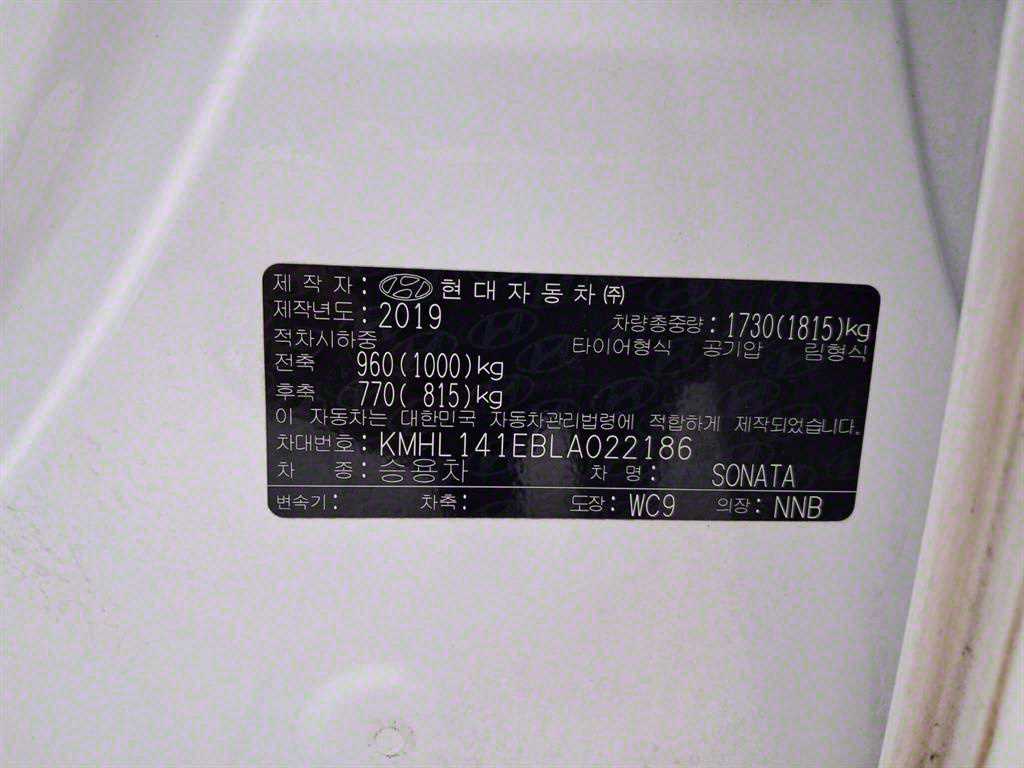 제 작 자 : 현대자동차(주)
제작년도 : 2019 차량총중량 : 1730(1815)kg
적차시하중 타이어형식 공기압 림형식
전축 960(1000)kg
후축 770( 815)kg
이 자동차는 대한민국 자동차관리법령에 적합하게 제작되었습니다.
차대번호 : KMHL141EBLA022186
차 종 : 승용차 차 명 : SONATA
변속기 : 차축 : 도장 : WC9 의장 : NNB